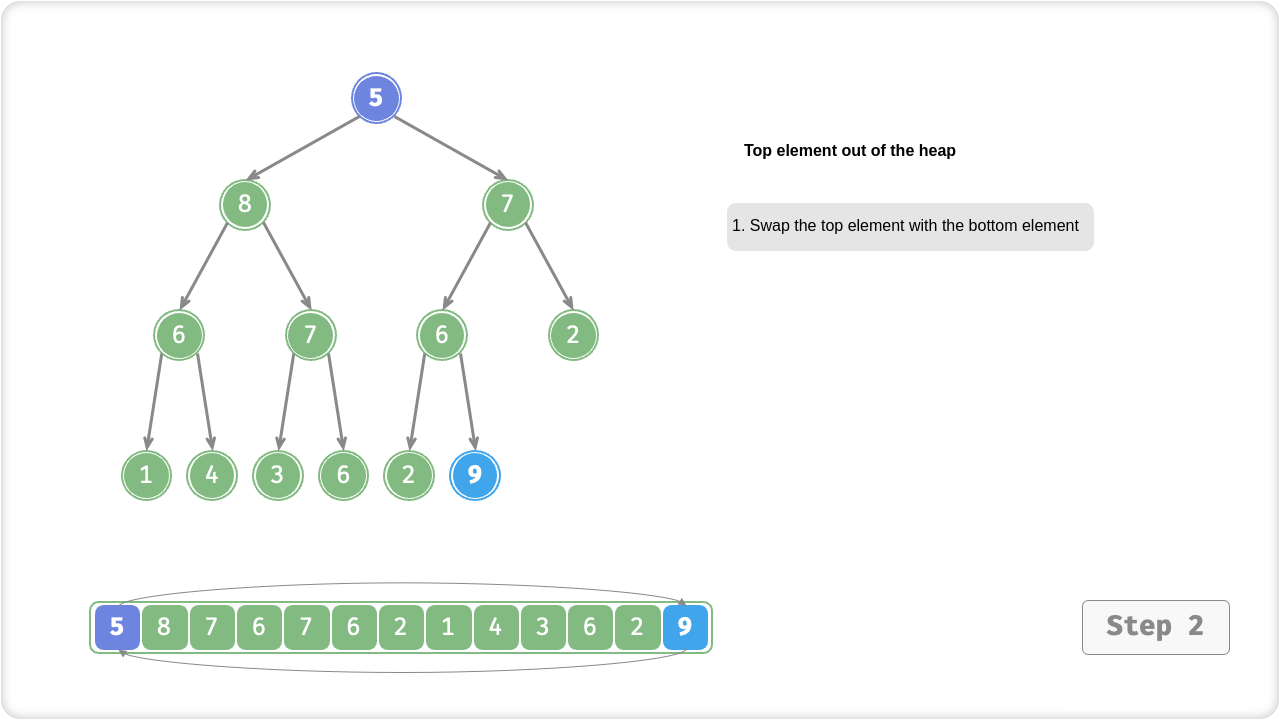 5
Top element out of the heap
8 7
1. Swap the top element with the bottom element
6 7 6 2
1 4 3 6 2 9
5 8 7 6 7 6 2 1 4 3 6 2 9
Step 2